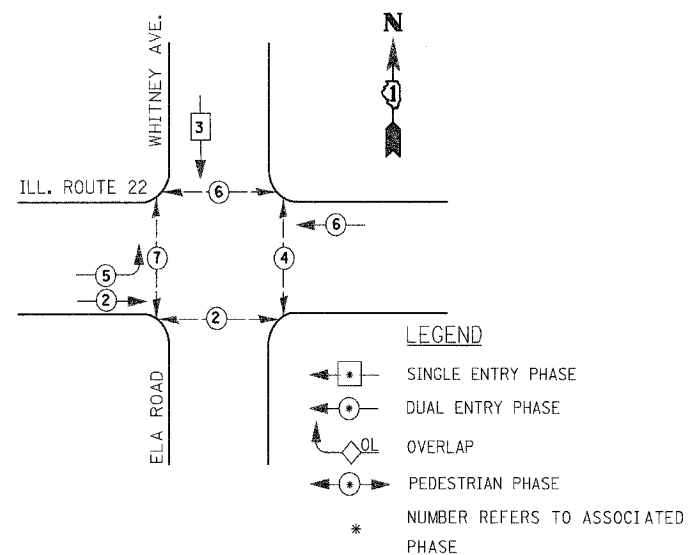 WHITNEY AVE.
N
1
3
ILL. ROUTE 22
6
6
7
4
5
2
2
ELA ROAD
LEGEND
* SINGLE ENTRY PHASE
* DUAL ENTRY PHASE
OL OVERLAP
* PEDESTRIAN PHASE
* NUMBER REFERS TO ASSOCIATED
PHASE